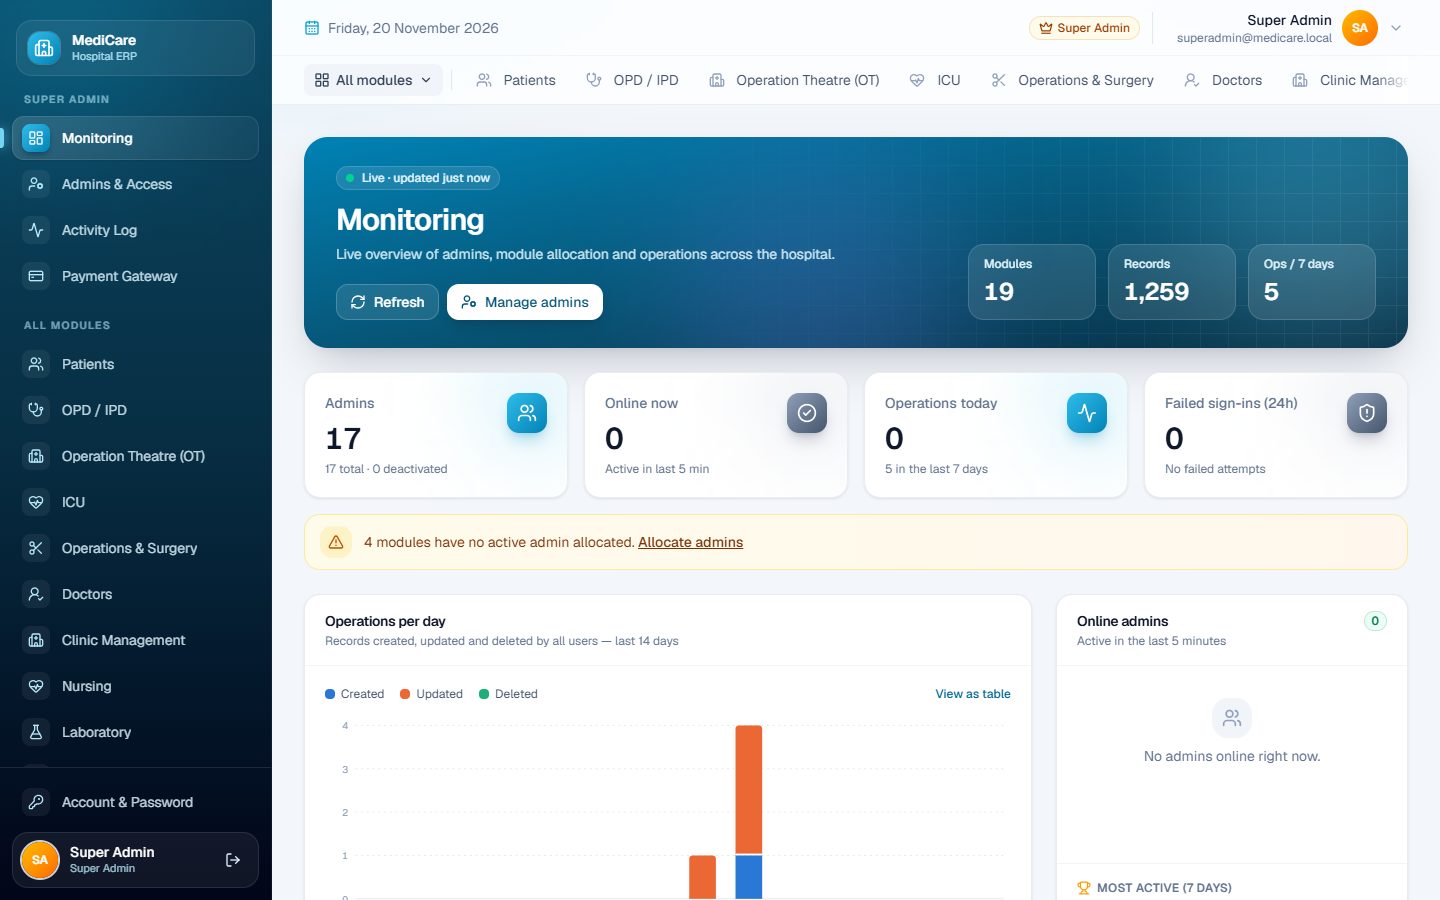 MediCare
Hospital ERP
SUPER ADMIN
Monitoring
Admins & Access
Activity Log
Payment Gateway
ALL MODULES
Patients
OPD / IPD
Operation Theatre (OT)
ICU
Operations & Surgery
Doctors
Clinic Management
Nursing
Laboratory
Account & Password
SA
Super Admin
Super Admin
Friday, 20 November 2026
Super Admin
Super Admin
superadmin@medicare.local
SA
All modules
Patients
OPD / IPD
Operation Theatre (OT)
ICU
Operations & Surgery
Doctors
Clinic Manage
Live · updated just now
Monitoring
Live overview of admins, module allocation and operations across the hospital.
Refresh
Manage admins
Modules
19
Records
1,259
Ops / 7 days
5
Admins
17
17 total · 0 deactivated
Online now
0
Active in last 5 min
Operations today
0
5 in the last 7 days
Failed sign-ins (24h)
0
No failed attempts
4 modules have no active admin allocated. Allocate admins
Operations per day
Records created, updated and deleted by all users — last 14 days
Created
Updated
Deleted
View as table
4
3
2
1
0
Online admins
0
Active in the last 5 minutes
No admins online right now.
MOST ACTIVE (7 DAYS)